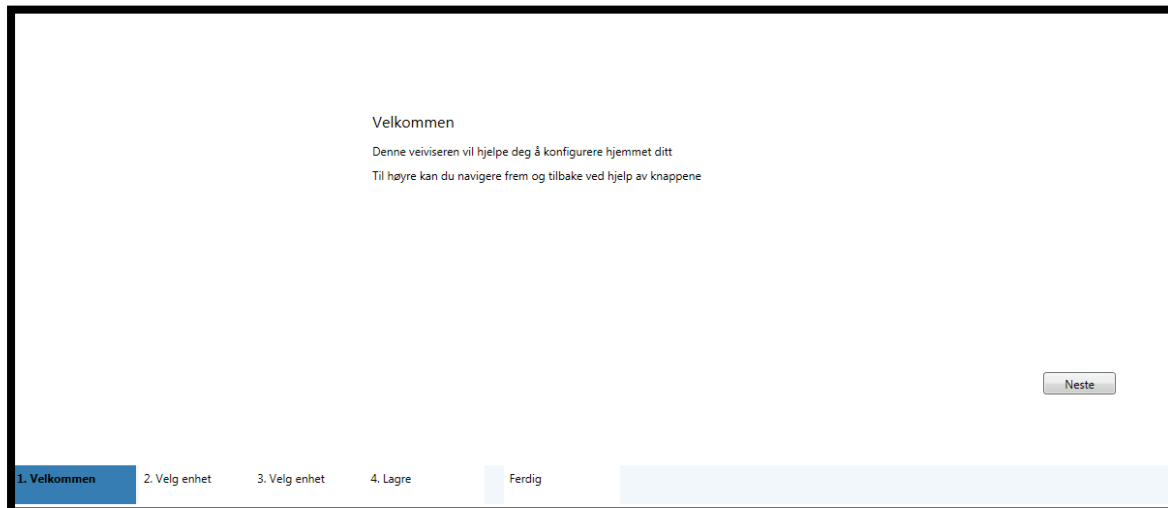 Velkommen
Denne veiviseren vil hjelpe deg å konfigurere hjemmet ditt
Til høyre kan du navigere frem og tilbake ved hjelp av knappene
Neste
1. Velkommen 2. Velg enhet 3. Velg enhet 4. Lagre Ferdig